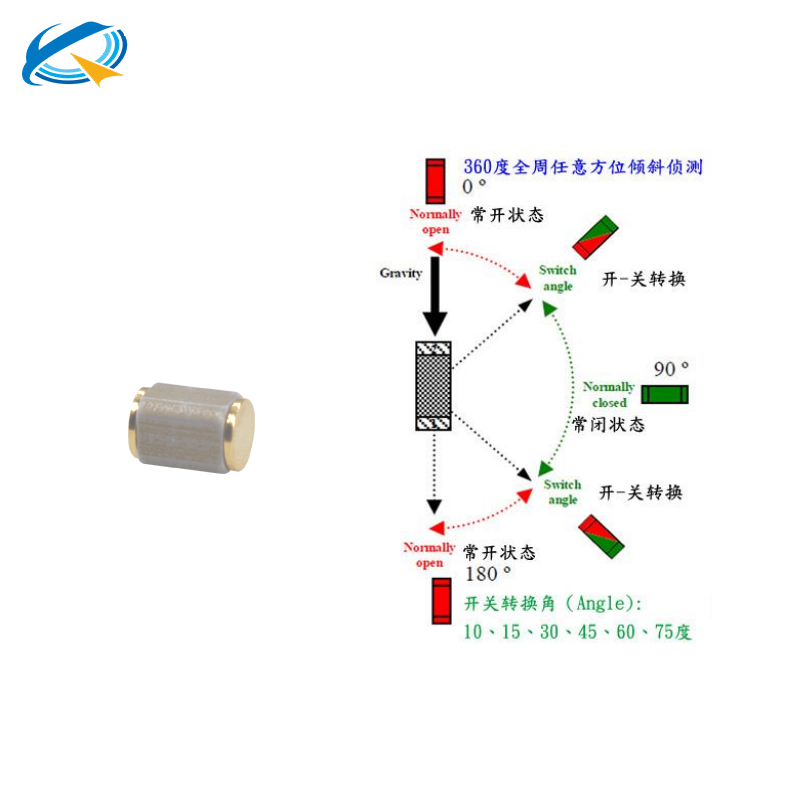 360度全周任意方位倾斜侦测
0 °
Normally
open
常开状态
Switch
angle
开-关转换
Gravity
90 °
Normally
closed
常闭状态
Switch
angle
开-关转换
Normally
open
常开状态
180 °
开关转换角 (Angle):
10、15、30、45、60、75度